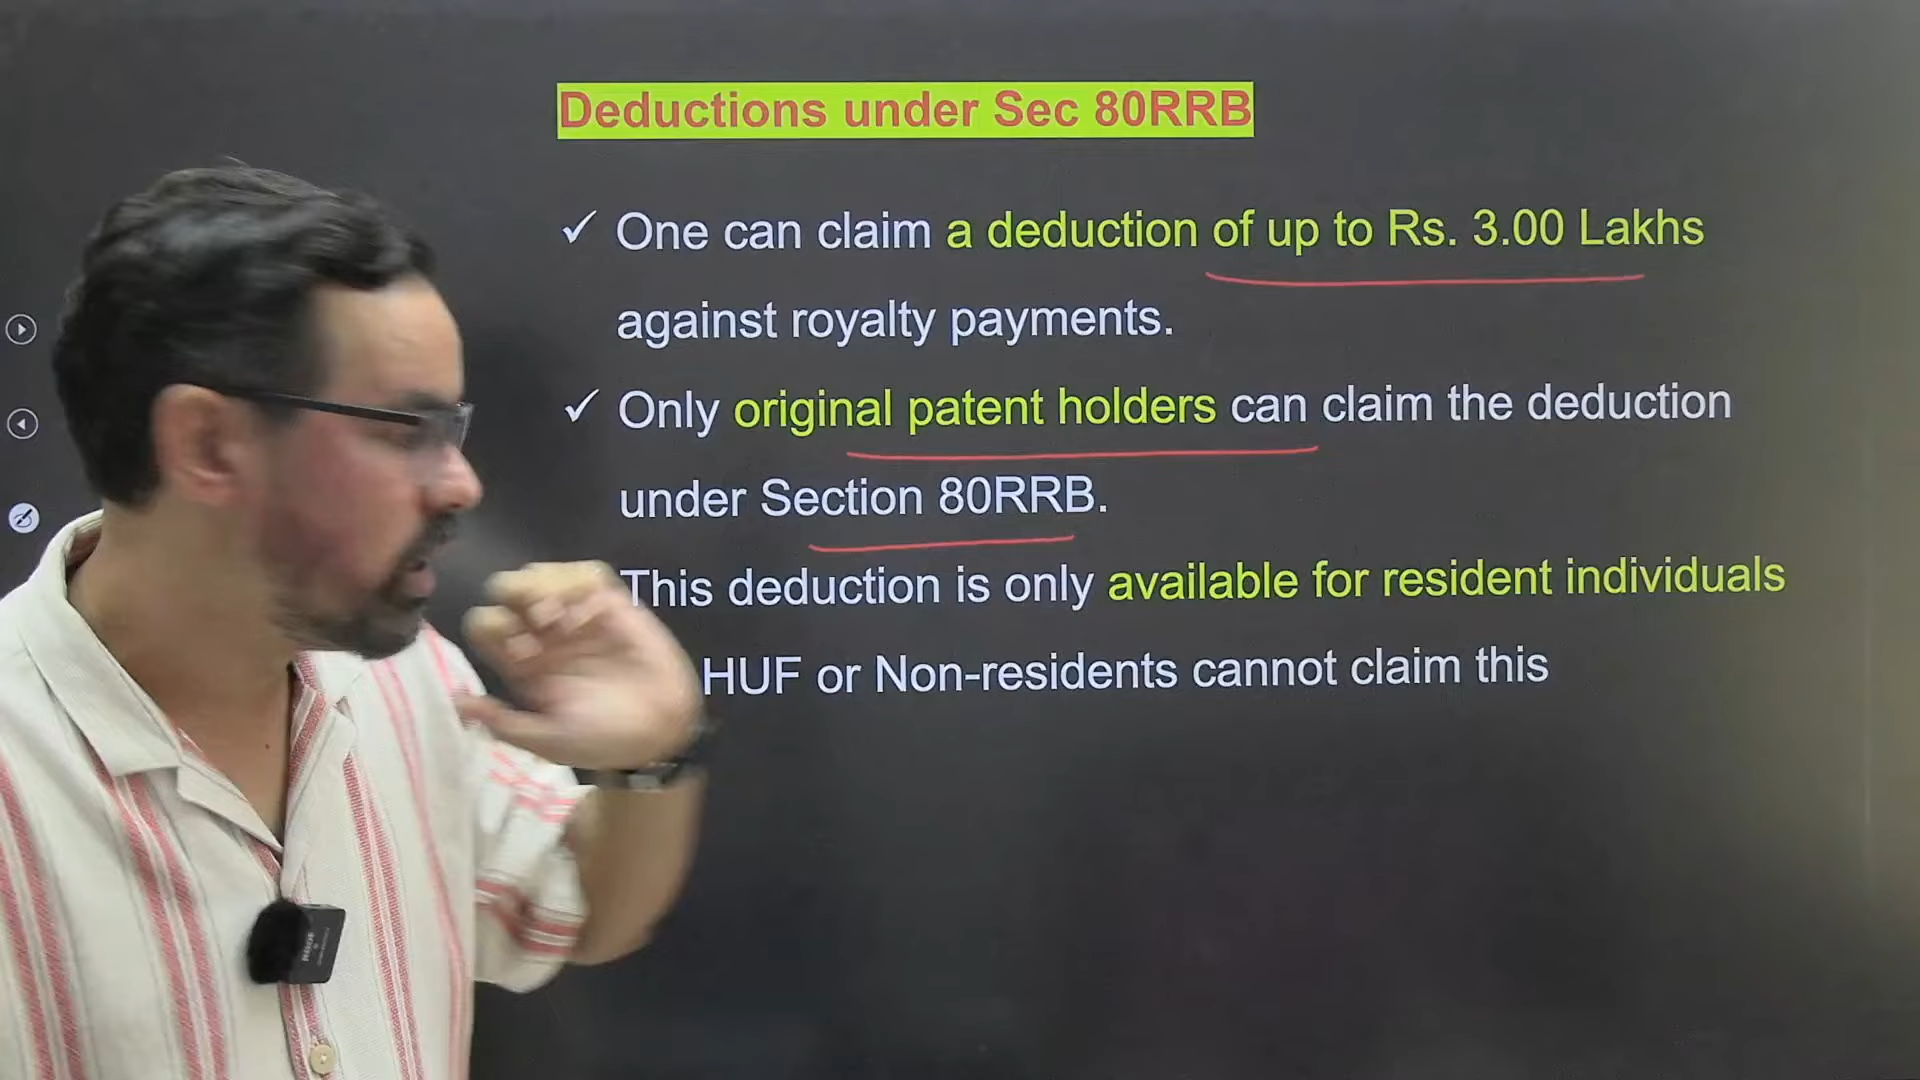 Deductions under Sec 80RRB
✓ One can claim a deduction of up to Rs. 3.00 Lakhs
against royalty payments.
✓ Only original patent holders can claim the deduction
under Section 80RRB.
This deduction is only available for resident individuals
HUF or Non-residents cannot claim this